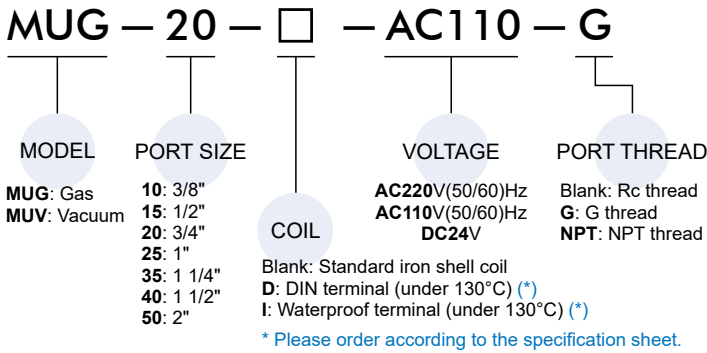 MUG – 20 – □ – AC110 – G
MODEL
MUG: Gas
MUV: Vacuum
PORT SIZE
10: 3/8"
15: 1/2"
20: 3/4"
25: 1"
35: 1 1/4"
40: 1 1/2"
50: 2"
COIL
Blank: Standard iron shell coil
D: DIN terminal (under 130°C) (*)
I: Waterproof terminal (under 130°C) (*)
* Please order according to the specification sheet.
VOLTAGE
AC220V(50/60)Hz
AC110V(50/60)Hz
DC24V
PORT THREAD
Blank: Rc thread
G: G thread
NPT: NPT thread